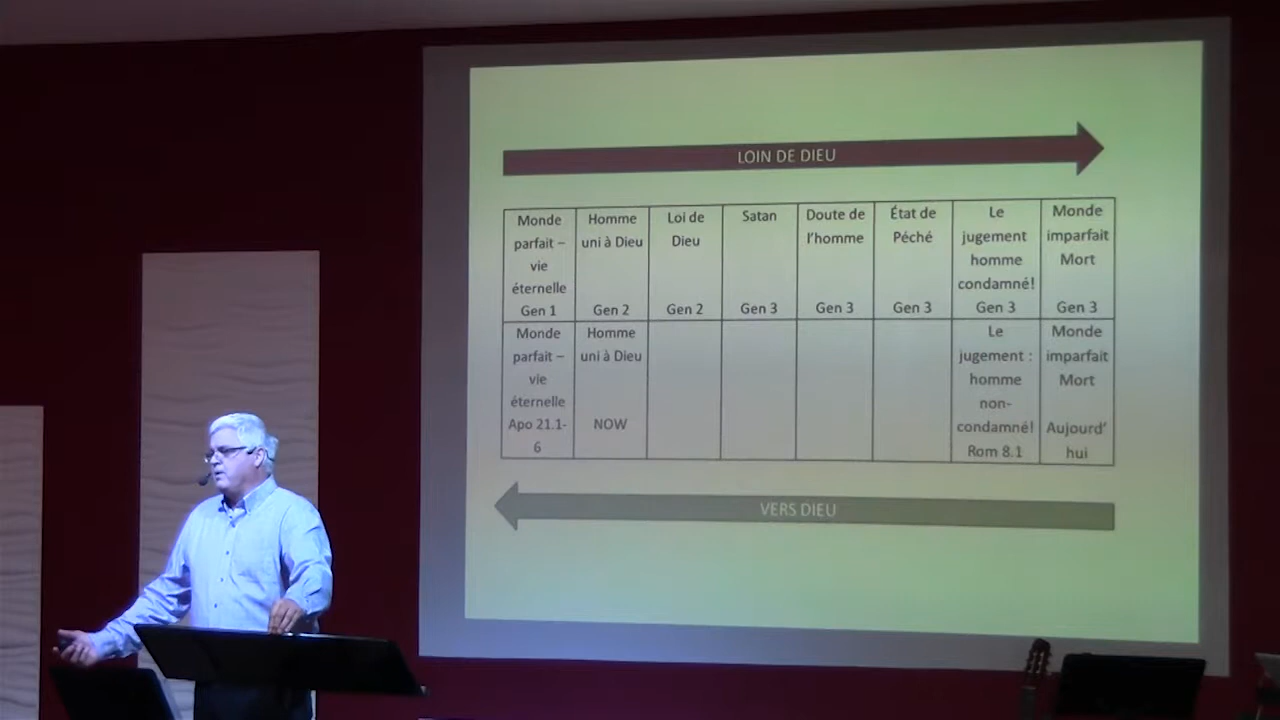 LOIN DE DIEU
Monde
parfait –
vie
éternelle
Gen 1
Homme
uni à Dieu
Gen 2
Loi de
Dieu
Gen 2
Satan
Gen 3
Doute de
l'homme
Gen 3
État de
Péché
Gen 3
Le
jugement
homme
condamné!
Gen 3
Monde
imparfait
Mort
Gen 3
Monde
parfait –
vie
éternelle
Apo 21.1-
6
Homme
uni à Dieu
NOW
Le
jugement :
homme
non-
condamné!
Rom 8.1
Monde
imparfait
Mort
Aujourd'
hui
VERS DIEU